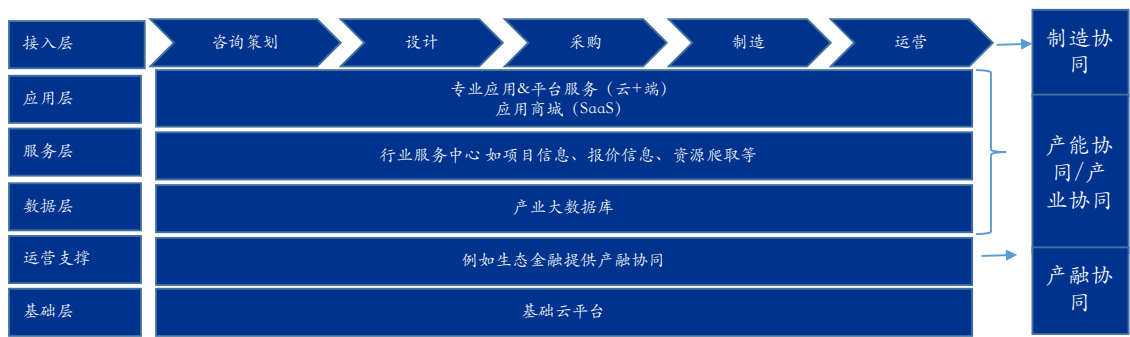 接入层
咨询策划
设计
采购
制造
运营
制造协
同
应用层
专业应用&平台服务（云+端）
应用商城（SaaS）
服务层
行业服务中心 如项目信息、报价信息、资源爬取等
产能协
同/产
业协同
数据层
产业大数据库
运营支撑
例如生态金融提供产融协同
产融协
同
基础层
基础云平台